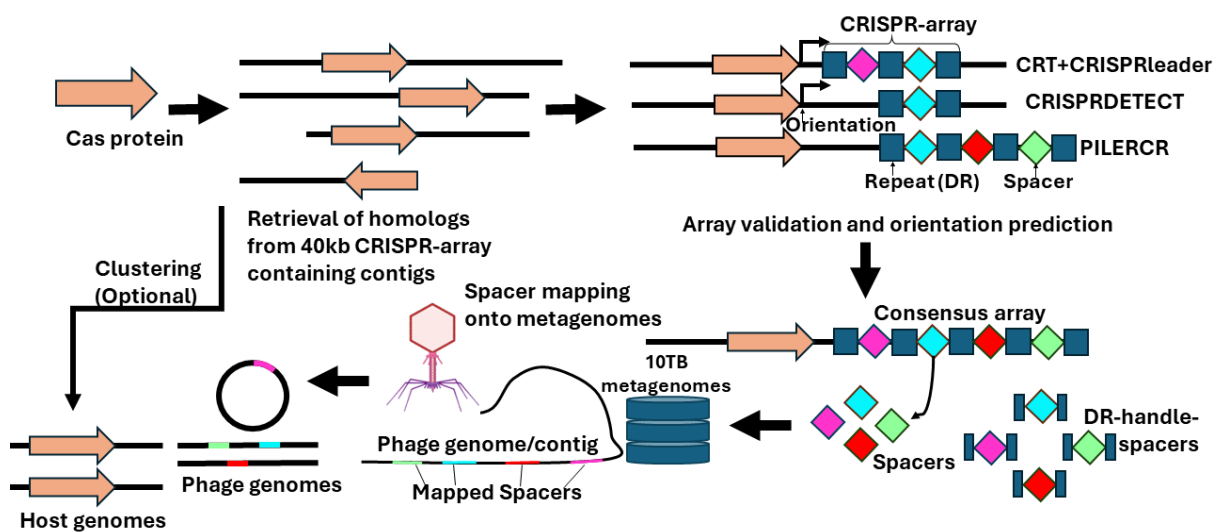 CRISPR-array
CRT+CRISPRleader
CRISPRDETECT
Orientation
PILERCR
Repeat (DR)
Spacer
Cas protein
Retrieval of homologs
from 40kb CRISPR-array
containing contigs
Array validation and orientation prediction
Clustering
(Optional)
Spacer mapping
onto metagenomes
Consensus array
10TB
metagenomes
DR-handle-
spacers
Spacers
Phage genome/contig
Mapped Spacers
Phage genomes
Host genomes